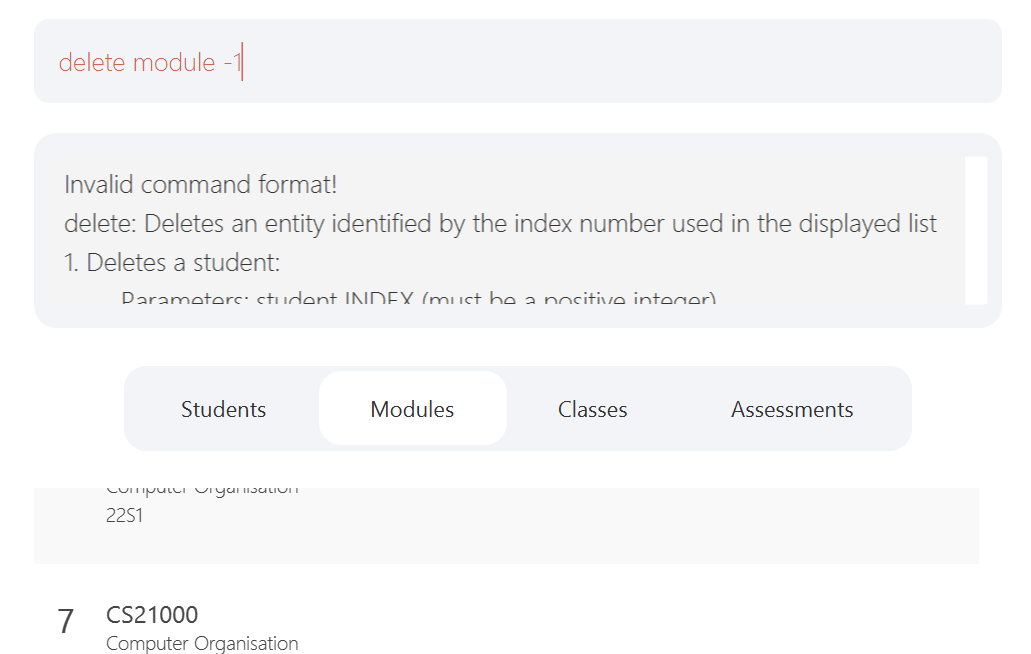 delete module -1
Invalid command format!
delete: Deletes an entity identified by the index number used in the displayed list
1. Deletes a student:
Parameters: student INDEX (must be a positive integer)
Students Modules Classes Assessments
Computer Organisation
22S1
7 CS21000
Computer Organisation